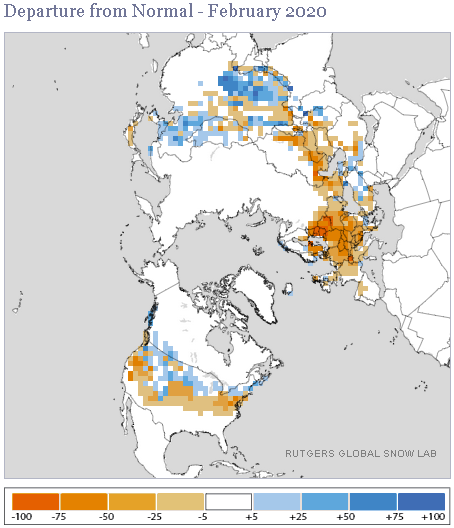 Departure from Normal - February 2020
RUTGERS GLOBAL SNOW LAB
-100 -75 -50 -25 -5 +5 +25 +50 +75 +100